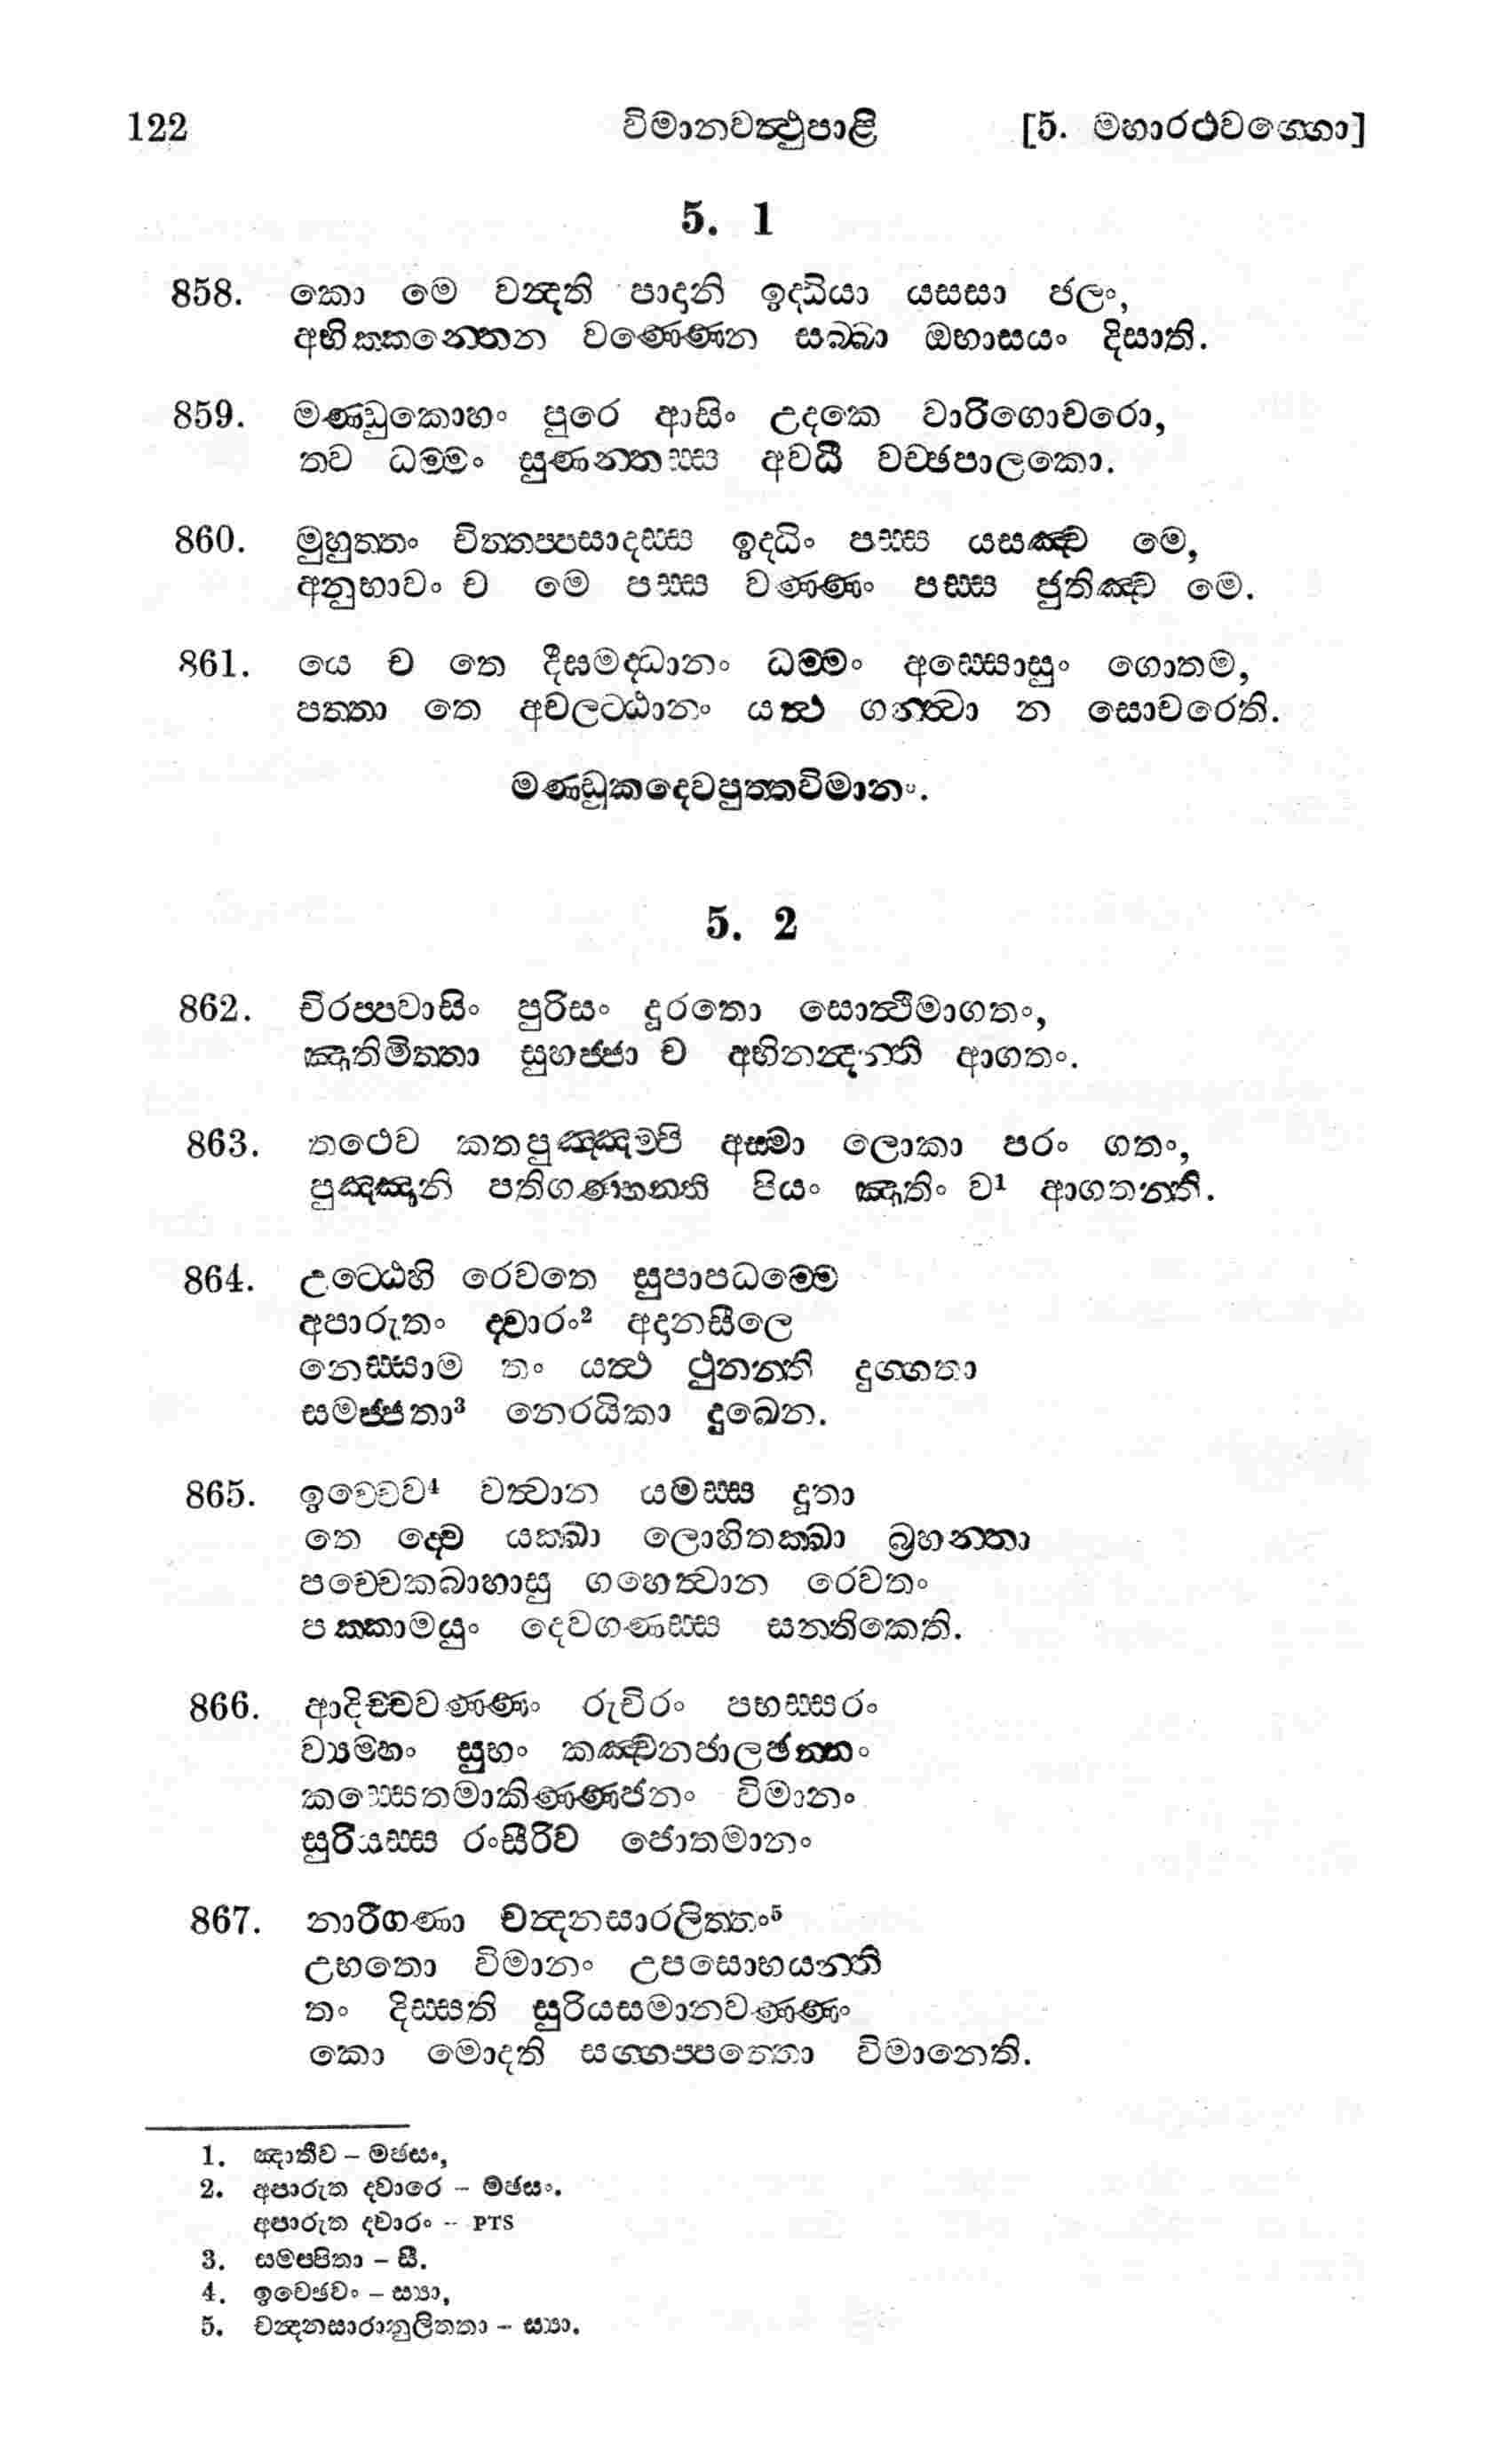 122 විමානවත්‍ථුපාළි [5. මහාරථවග්ගො]
5. 1
858. කො මෙ වන්‍දති පාදානි ඉද්ධියා යසසා ජලං,
අභික්කන්තෙන වණ්ණෙන සබ්බා ඔභාසයං දිසාති.
859. මණ්ඩුකොහං පුරෙ ආසිං උදකෙ වාරිගොචරො,
තව ධම්මං සුණන්තස්ස අවධී වච්ඡපාලකො.
860. මුහුත්තං චිත්තප්පසාදස්ස ඉද්ධිං පස්ස යසඤ්ච මෙ,
අනුභාවං ච මෙ පස්ස වණ්ණං පස්ස ජුතිඤ්ච මෙ.
861. යෙ ච තෙ දීඝමද්ධානං ධම්මං අස්සොසුං ගොතම,
පත්තා තෙ අචලට්ඨානං යත්‍ථ ගන්ත්‍වා න සොචරෙති.
මණ්ඩුකදෙවපුත්තවිමානං.
5. 2
862. චිරප්පවාසිං පුරිසං දූරතො සොත්‍ථිමාගතං,
ඤාතිමිත්තා සුහජ්ජා ච අභිනන්‍දන්ති ආගතං.
863. තථෙව කතපුඤ්ඤම්පි අස්මා ලොකා පරං ගතං,
පුඤ්ඤානි පතිගණ්හන්ති පියං ඤාතිං ව1 ආගතන්ති.
864. උට්ඨෙහි රෙවතෙ සුපාපධම්මෙ
අපාරුතං ද්‍වාරං2 අදානසීලෙ
නෙස්සාම තං යත්‍ථ ථුනන්ති දුග්ගතා
සමජ්ජතා3 නෙරයිකා දුඛෙන.
865. ඉච්චෙව4 වත්‍වාන යමස්ස දූතා
තෙ ද්‍වෙ යක්ඛා ලොහිතක්ඛා බ්‍රහන්තා
පච්චෙකබාහාසු ගහෙත්‍වාන රෙවතං
පක්කාමයුං දෙවගණස්ස සන්තිකෙති.
866. ආදිච්චවණ්ණං රුචිරං පභස්සරං
ව්‍යම්හං සුභං කඤ්චනජාලඡන්නං
කස්සෙතමාකිණ්ණජනං විමානං
සුරියස්ස රංසීරිව ජොතමානං
867. නාරීගණා චන්‍දනසාරලිත්තං5
උභතො විමානං උපසොභයන්ති
තං දිස්සති සුරියසමානවණ්ණං
කො මොදති සග්ගප්පත්තො විමානෙති.
1. ඤාතීව – මඡසං,
2. අපාරුත ද්වාරෙ – මඡසං.
අපාරුත ද්වාරං – PTS
3. සමප්පිතා – සී.
4. ඉච්ඡෙවං – ස්‍යා,
5. චන්‍දනසාරානුලිත්තා – ස්‍යා.